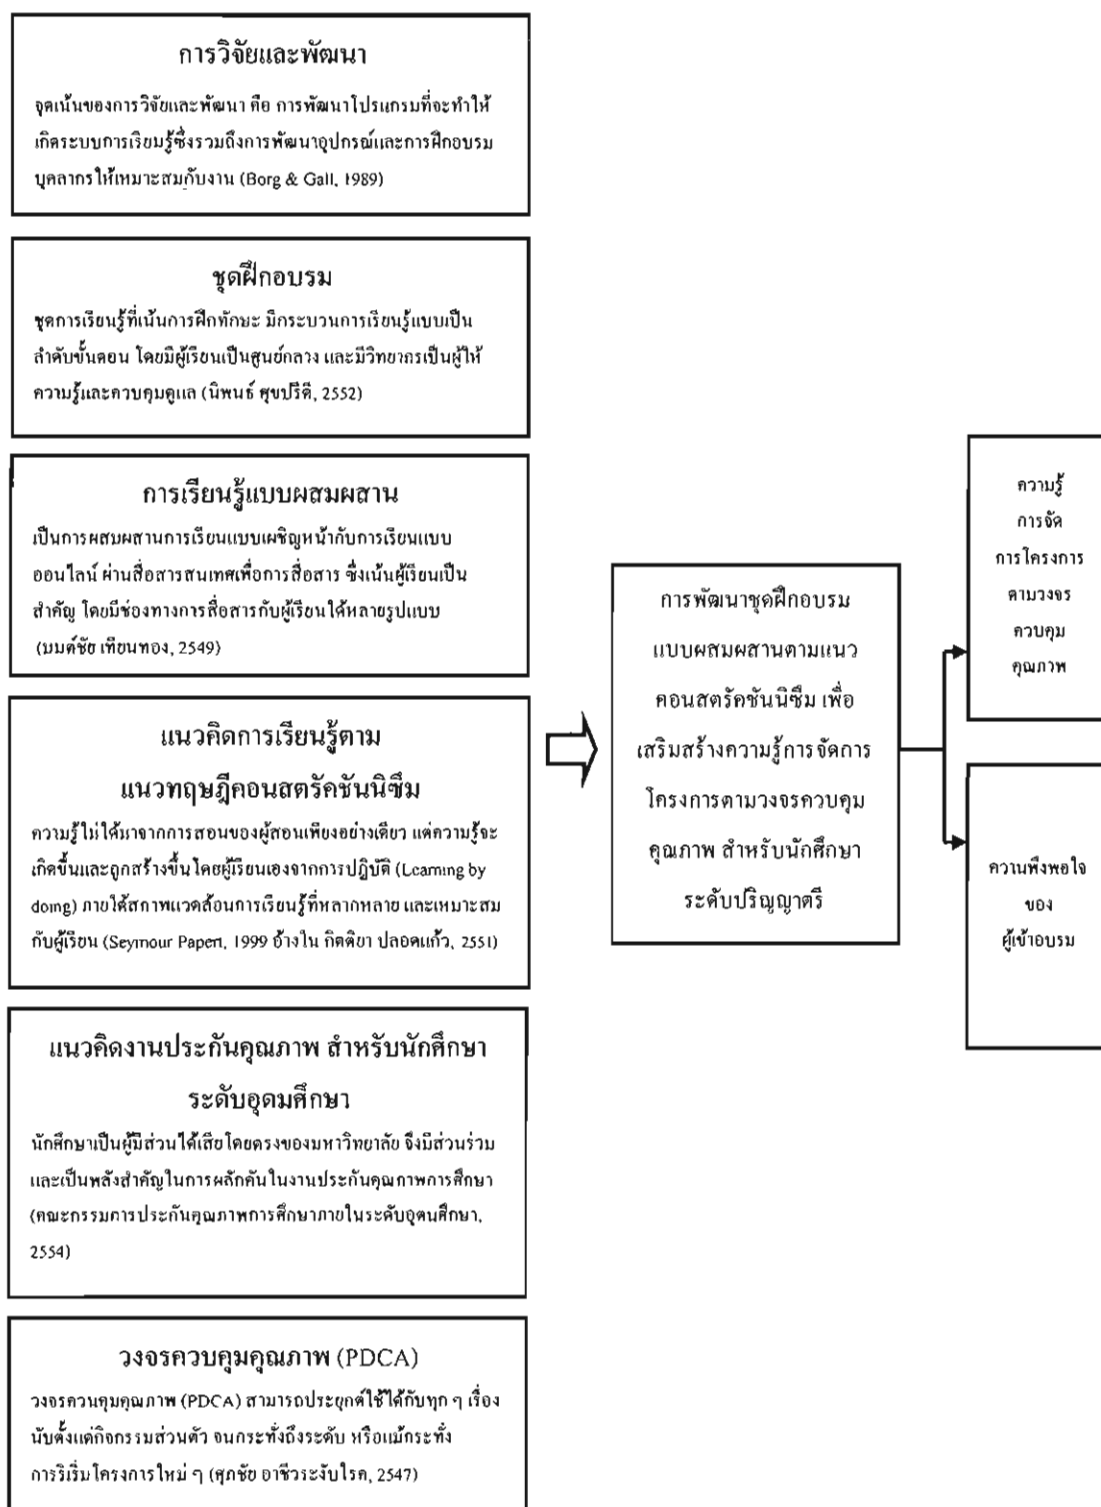 การวิจัยและพัฒนา
จุดเน้นของการวิจัยและพัฒนา คือ การพัฒนาโปรแกรมที่จะทำให้
เกิดระบบการเรียนรู้ซึ่งรวมถึงการพัฒนาอุปกรณ์และการฝึกอบรม
บุคลากรให้เหมาะสมกับงาน (Borg & Gall, 1989)
ชุดฝึกอบรม
ชุดการเรียนรู้ที่เน้นการฝึกทักษะ มีกระบวนการเรียนรู้แบบเป็น
ลำดับขั้นตอน โดยมีผู้เรียนเป็นศูนย์กลาง และมีวิทยากรเป็นผู้ให้
ความรู้และควบคุมดูแล (นิพนธ์ ศุขปรีดี, 2552)
การเรียนรู้แบบผสมผสาน
เป็นการผสมผสานการเรียนแบบเผชิญหน้ากับการเรียนแบบ
ออนไลน์ ผ่านสื่อสารสนเทศเพื่อการสื่อสาร ซึ่งเน้นผู้เรียนเป็น
สำคัญ โดยมีช่องทางการสื่อสารกับผู้เรียนได้หลายรูปแบบ
(มนต์ชัย เทียนทอง, 2549)
แนวคิดการเรียนรู้ตาม
แนวทฤษฎีคอนสตรัคชันนิซึม
ความรู้ไม่ได้มาจากการสอนของผู้สอนเพียงอย่างเดียว แต่ความรู้จะ
เกิดขึ้นและถูกสร้างขึ้นโดยผู้เรียนเองจากการปฏิบัติ (Learning by
doing) ภายใต้สภาพแวดล้อมการเรียนรู้ที่หลากหลาย และเหมาะสม
กับผู้เรียน (Seymour Papert, 1999 อ้างใน กิตติยา ปลอดแก้ว, 2551)
แนวคิดงานประกันคุณภาพ สำหรับนักศึกษา
ระดับอุดมศึกษา
นักศึกษาเป็นผู้มีส่วนได้เสียโดยตรงของมหาวิทยาลัย จึงมีส่วนร่วม
และเป็นพลังสำคัญในการผลักดันในงานประกันคุณภาพการศึกษา
(คณะกรรมการประกันคุณภาพการศึกษาภายในระดับอุดมศึกษา,
2554)
วงจรควบคุมคุณภาพ (PDCA)
วงจรควบคุมคุณภาพ (PDCA) สามารถประยุกต์ใช้ได้กับทุก ๆ เรื่อง
นับตั้งแต่กิจกรรมส่วนตัว จนกระทั่งถึงระดับ หรือแม้กระทั่ง
การริเริ่มโครงการใหม่ ๆ (ศุภชัย อาชีวระงับโรค, 2547)
การพัฒนาชุดฝึกอบรม
แบบผสมผสานตามแนว
คอนสตรัคชันนิซึม เพื่อ
เสริมสร้างความรู้การจัดการ
โครงการตามวงจรควบคุม
คุณภาพ สำหรับนักศึกษา
ระดับปริญญาตรี
ความรู้
การจัด
การโครงการ
ตามวงจร
ควบคุม
คุณภาพ
ความพึงพอใจ
ของ
ผู้เข้าอบรม